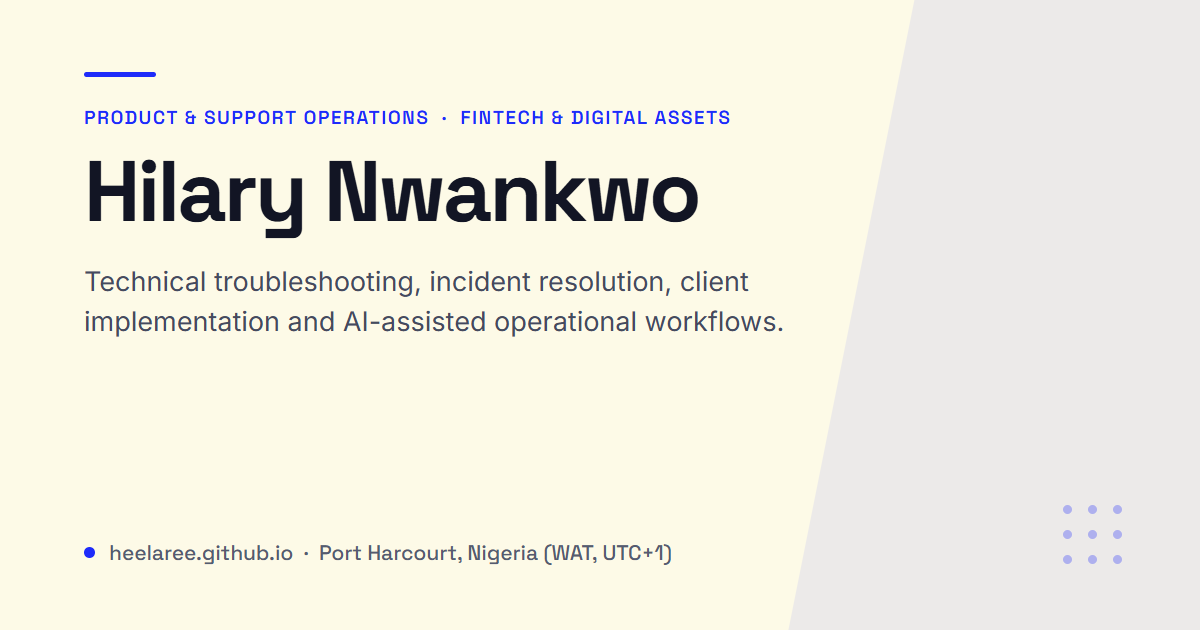 PRODUCT & SUPPORT OPERATIONS · FINTECH & DIGITAL ASSETS
Hilary Nwankwo
Technical troubleshooting, incident resolution, client
implementation and AI-assisted operational workflows.
heelaree.github.io · Port Harcourt, Nigeria (WAT, UTC+1)